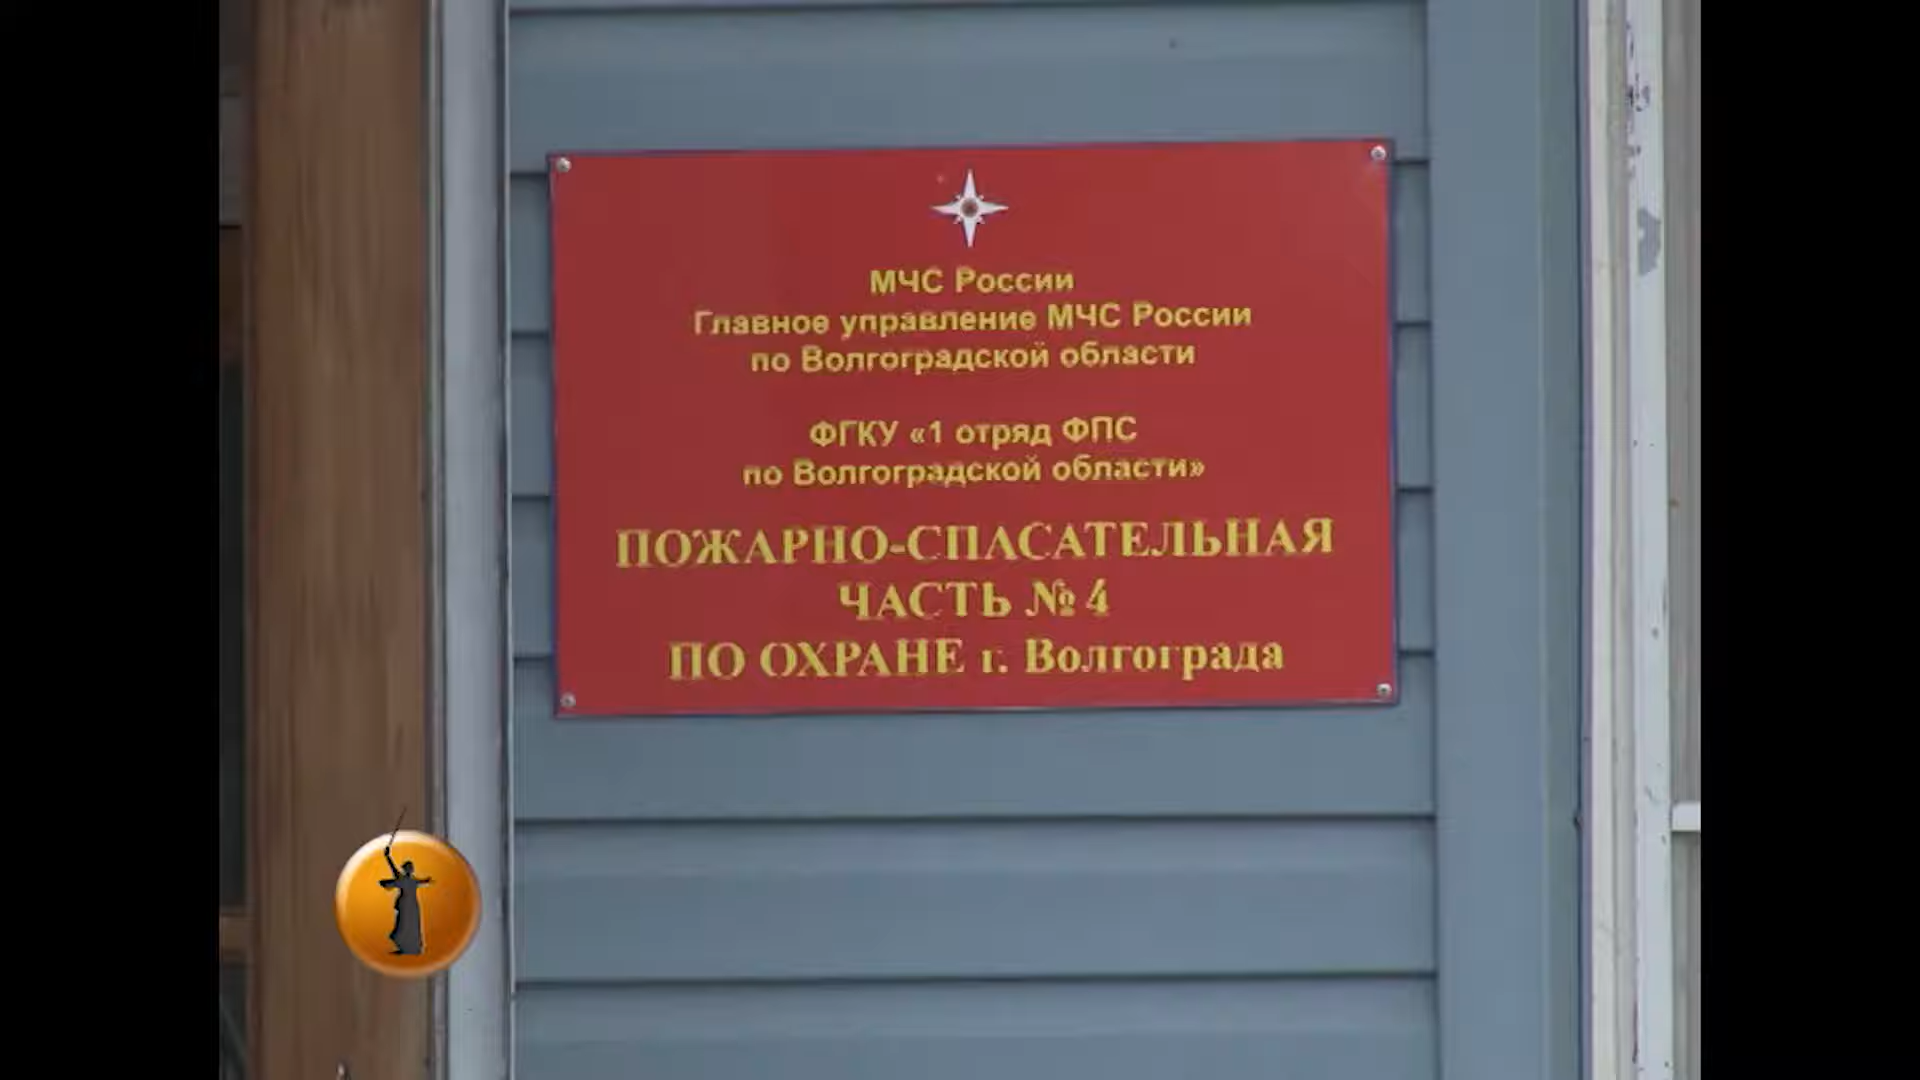 МЧС России
Главное управление МЧС России
по Волгоградской области
ФГКУ «1 отряд ФПС
по Волгоградской области»
ПОЖАРНО-СПАСАТЕЛЬНАЯ
ЧАСТЬ № 4
ПО ОХРАНЕ г. Волгограда